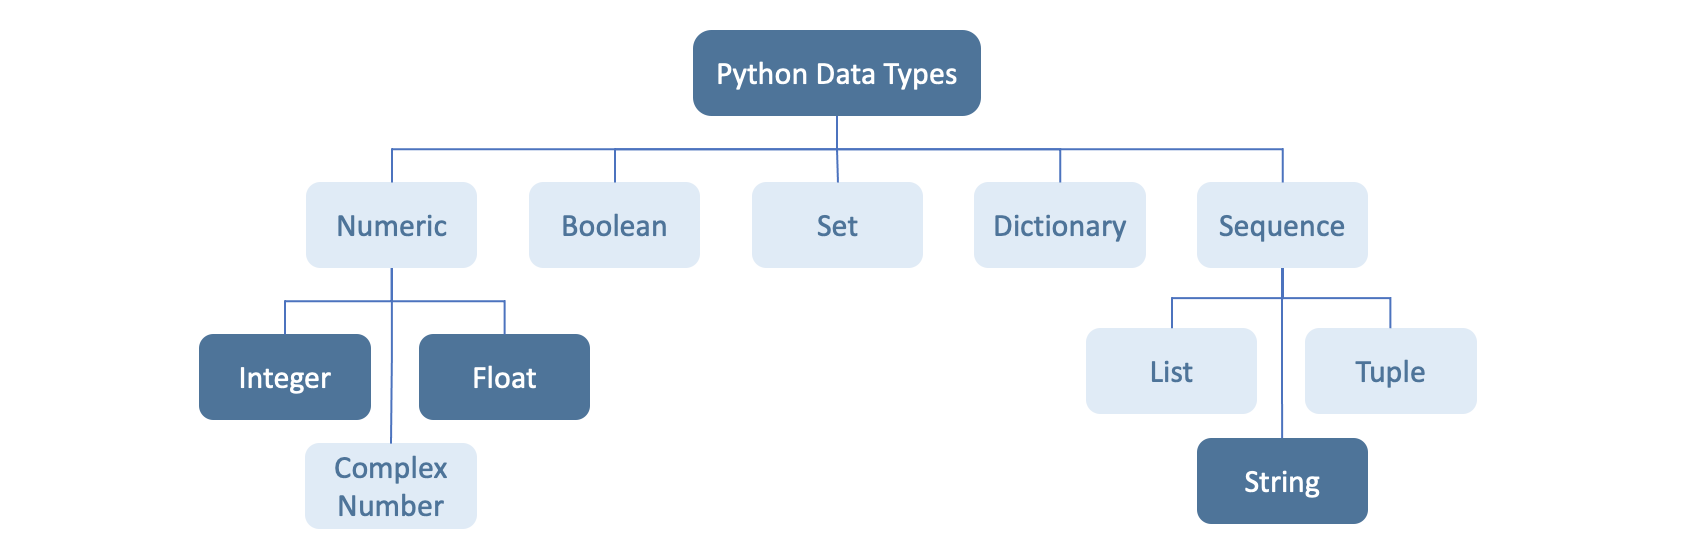 Python Data Types
Numeric
Boolean
Set
Dictionary
Sequence
Integer
Float
List
Tuple
Complex
Number
String